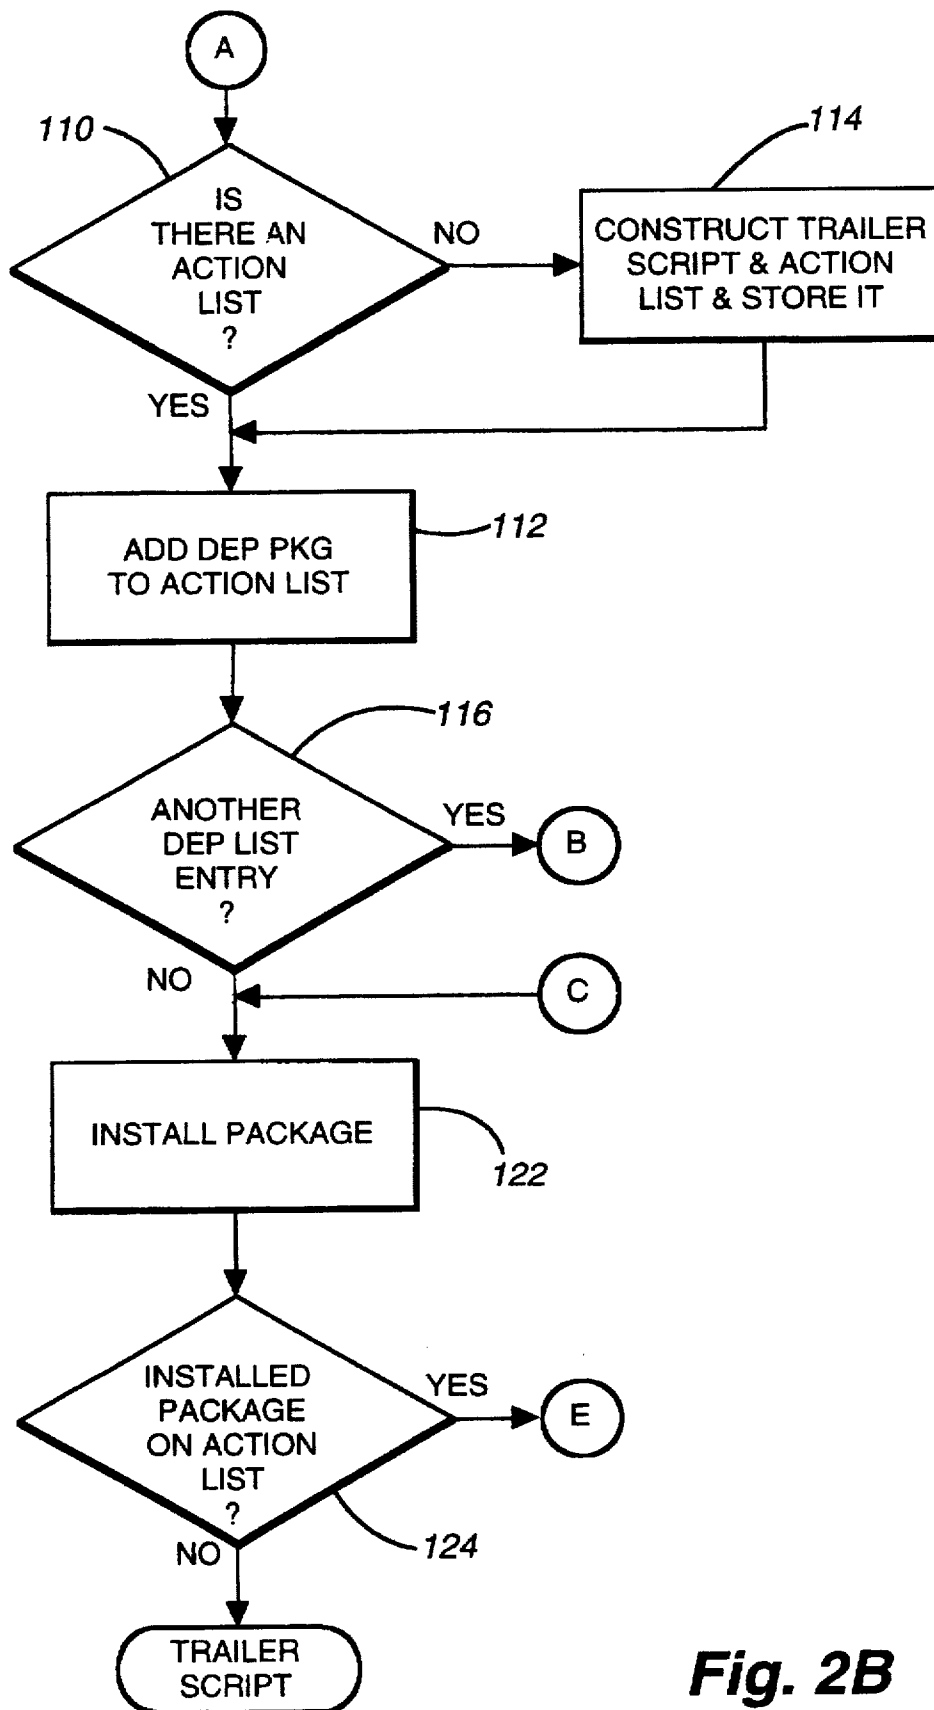 A
110
IS
THERE AN
ACTION
LIST
?
NO
YES
114
CONSTRUCT TRAILER
SCRIPT & ACTION
LIST & STORE IT
112
ADD DEP PKG
TO ACTION LIST
116
ANOTHER
DEP LIST
ENTRY
?
YES
B
NO
C
INSTALL PACKAGE
122
INSTALLED
PACKAGE
ON ACTION
LIST
?
YES
E
124
NO
TRAILER
SCRIPT
Fig. 2B